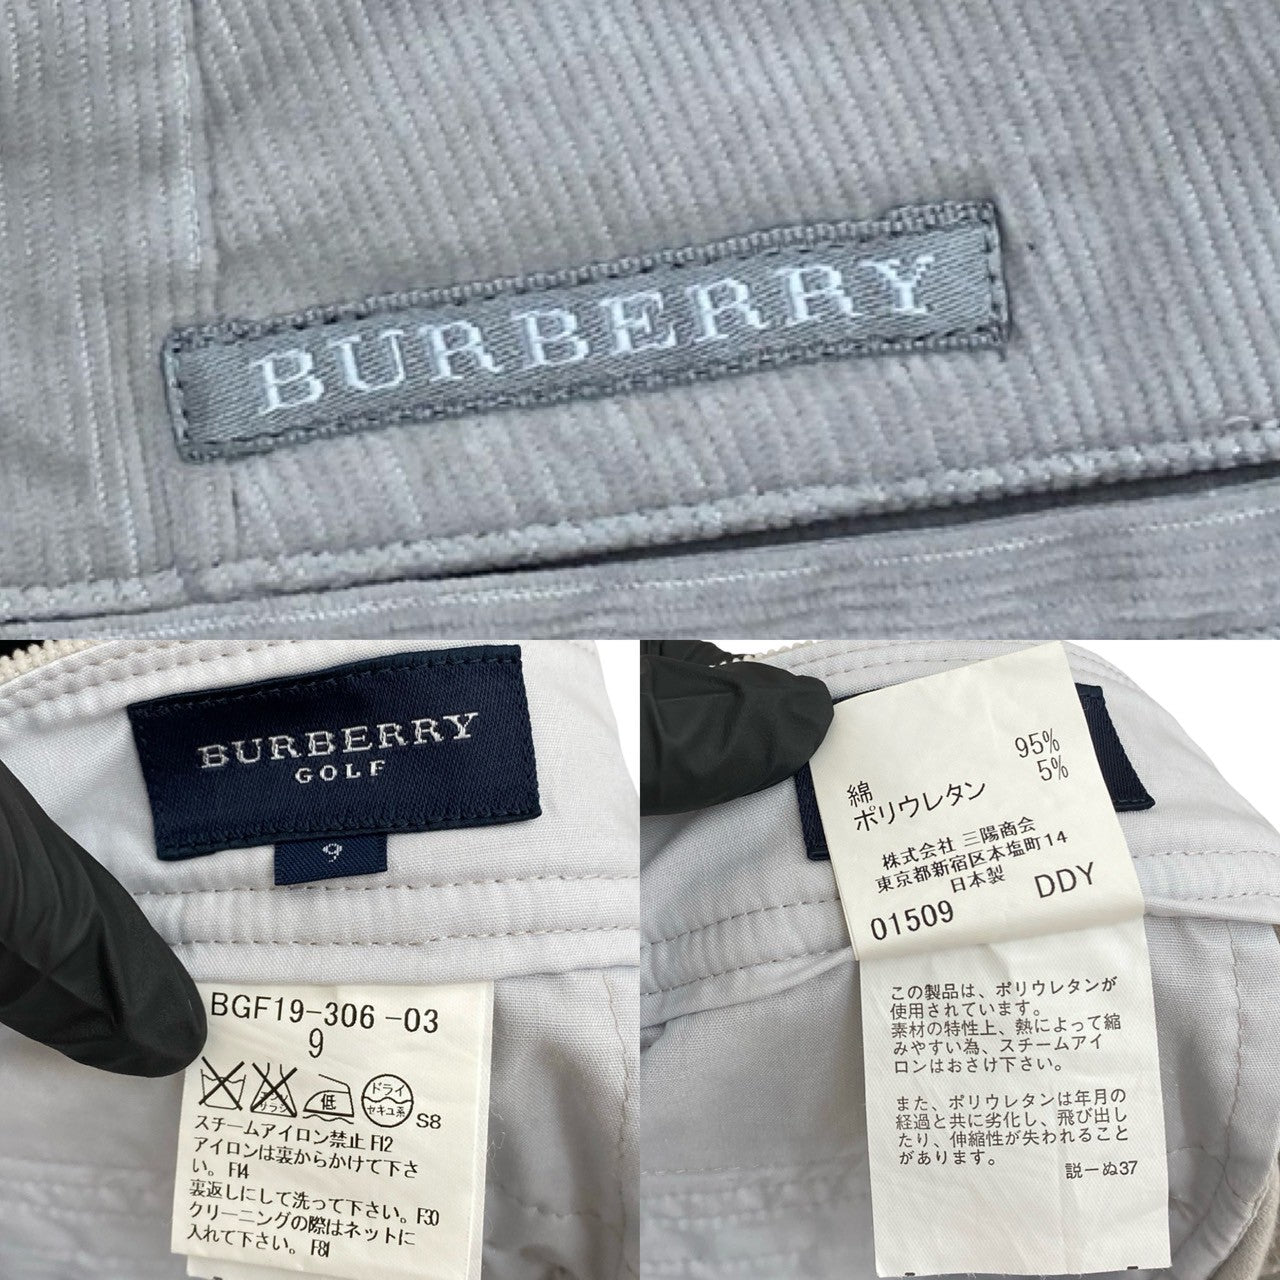 BURBERRY
BURBERRY
GOLF
9
BGF19-306-03
9
サラシ
低
ドライ
セキユ系
S8
スチームアイロン禁止 F12
アイロンは裏からかけて下さ
い。F14
裏返しにして洗って下さい。F30
クリーニングの際はネットに
入れて下さい。F81
綿 95%
ポリウレタン 5%
株式会社 三陽商会
東京都新宿区本塩町14
日本製
01509 DDY
この製品は、ポリウレタンが
使用されています。
素材の特性上、熱によって縮
みやすい為、スチームアイ
ロンはおさけ下さい。
また、ポリウレタンは年月の
経過と共に劣化し、飛び出し
たり、伸縮性が失われること
があります。
説ーぬ37